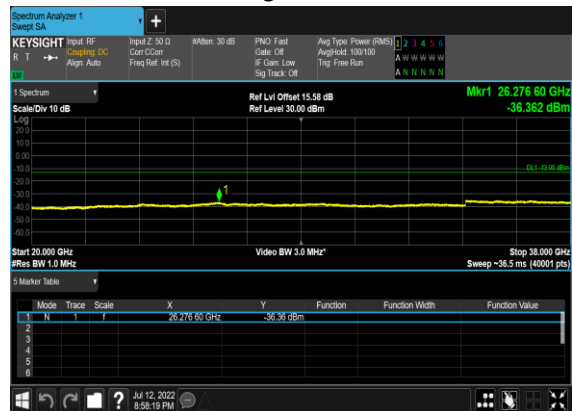 Spectrum Analyzer 1
Swept SA
+
KEYSIGHT Input: RF Input Z: 50 Ω #Atten: 30 dB PNO: Fast Avg Type: Power (RMS) 1 2 3 4 5 6
R T Coupling: DC Corr CCorr Gate: Off Avg|Hold: 100/100 A W W W W W
Align: Auto Freq Ref: Int (S) IF Gain: Low Trig: Free Run
Sig Track: Off A N N N N N
LXI
1 Spectrum Ref Lvl Offset 15.58 dB Mkr1 26.276 60 GHz
Scale/Div 10 dB Ref Level 30.00 dBm -36.362 dBm
Log
20.0
10.0
0.00
-10.0 DL1 -13.00 dBm
-20.0
-30.0 1
-40.0
-50.0
-60.0
Start 20.000 GHz Video BW 3.0 MHz* Stop 38.000 GHz
#Res BW 1.0 MHz Sweep ~36.5 ms (40001 pts)
5 Marker Table
Mode Trace Scale X Y Function Function Width Function Value
1 N 1 f 26.276 60 GHz -36.36 dBm
2
3
4
5
6
? Jul 12, 2022
8:58:19 PM